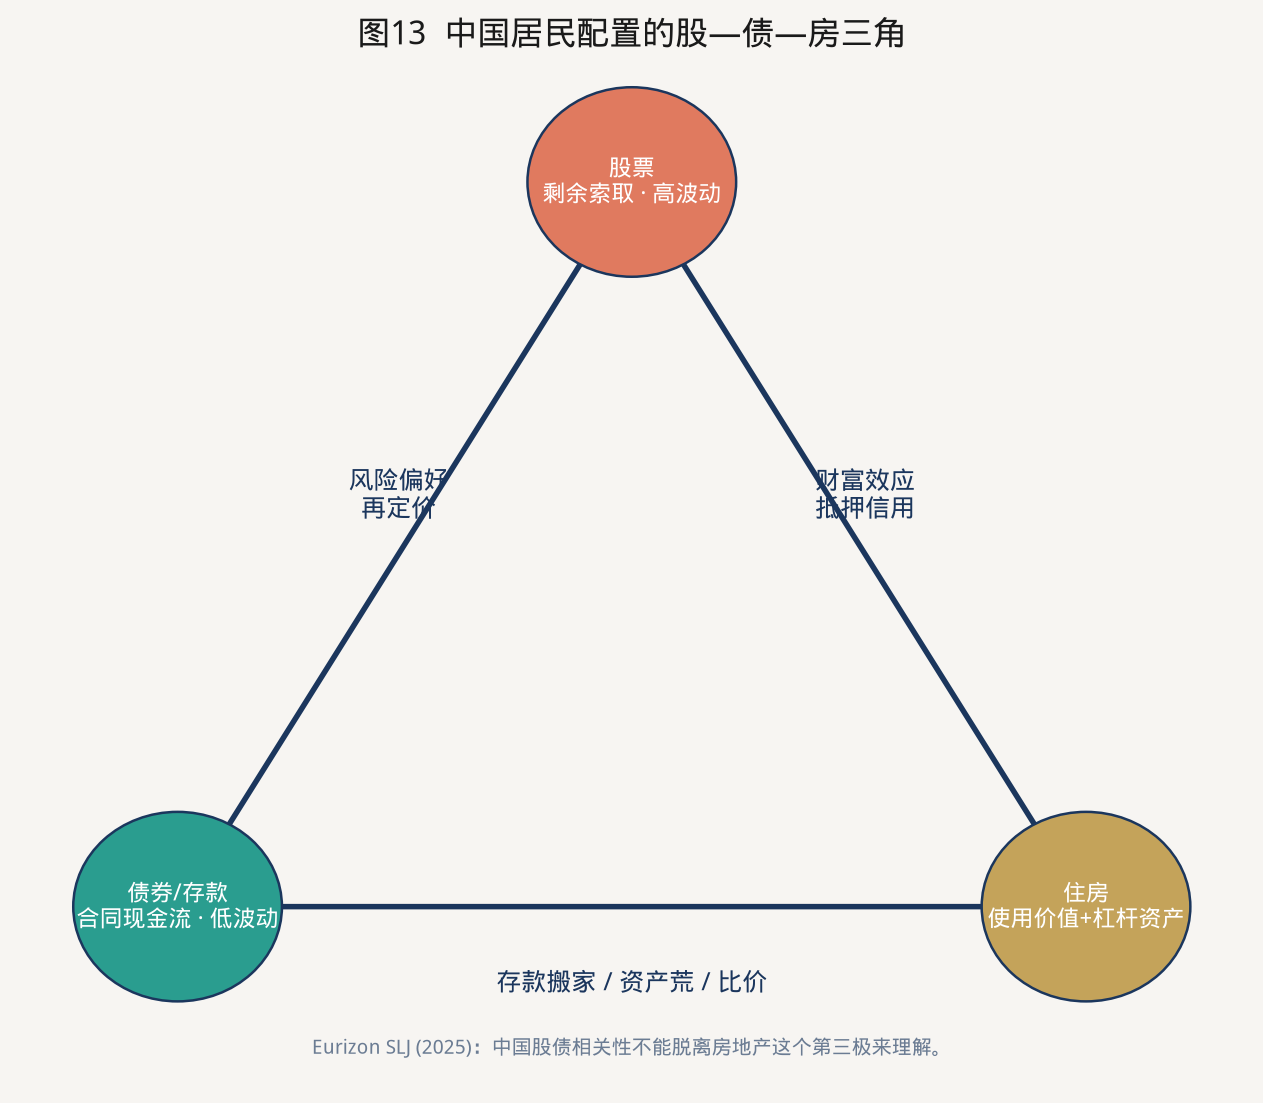 图13 中国居民配置的股—债—房三角
股票
剩余索取 · 高波动
风险偏好
再定价
财富效应
抵押信用
债券/存款
合同现金流 · 低波动
住房
使用价值+杠杆资产
存款搬家 / 资产荒 / 比价
Eurizon SLJ (2025)：中国股债相关性不能脱离房地产这个第三极来理解。